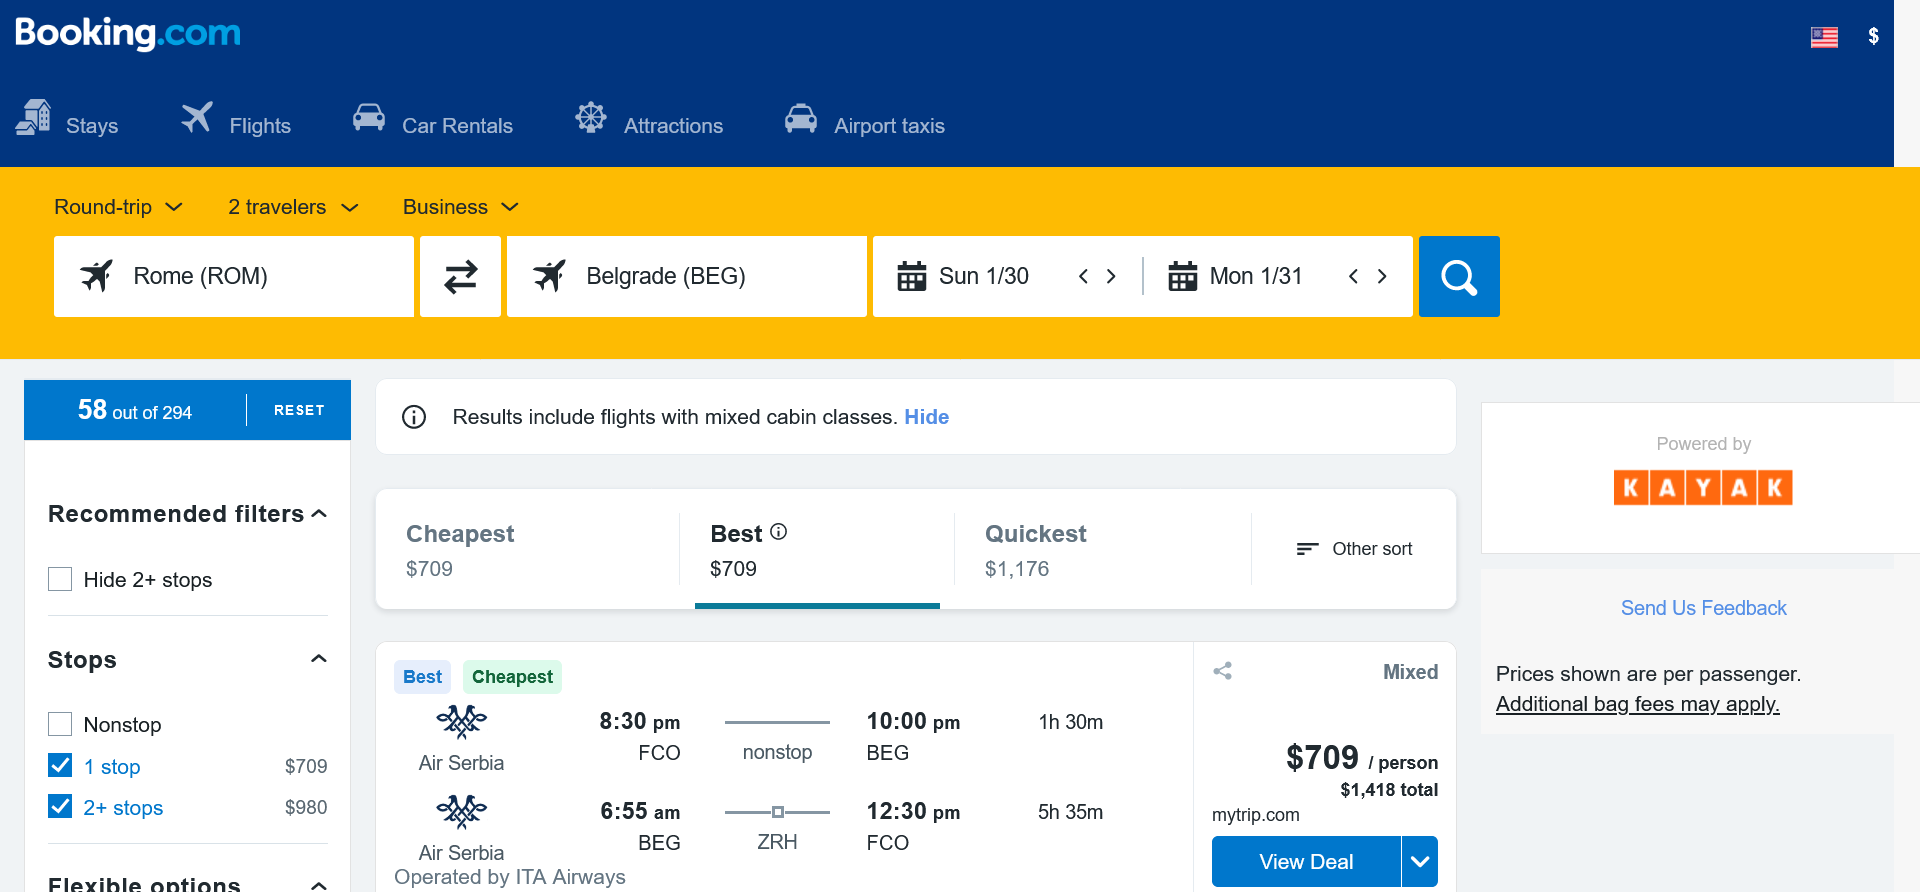 Booking.com
$
Stays
Flights
Car Rentals
Attractions
Airport taxis
Round-trip
2 travelers
Business
Rome (ROM)
Belgrade (BEG)
Sun 1/30
Mon 1/31
58 out of 294
RESET
Recommended filters
Hide 2+ stops
Stops
Nonstop
1 stop $709
2+ stops $980
Flexible options
Results include flights with mixed cabin classes. Hide
Cheapest
$709
Best
$709
Quickest
$1,176
Other sort
Best
Cheapest
8:30 pm
FCO
nonstop
10:00 pm
BEG
1h 30m
Air Serbia
6:55 am
BEG
ZRH
12:30 pm
FCO
5h 35m
Air Serbia
Operated by ITA Airways
Mixed
$709 / person
$1,418 total
mytrip.com
View Deal
Powered by
KAYAK
Send Us Feedback
Prices shown are per passenger.
Additional bag fees may apply.